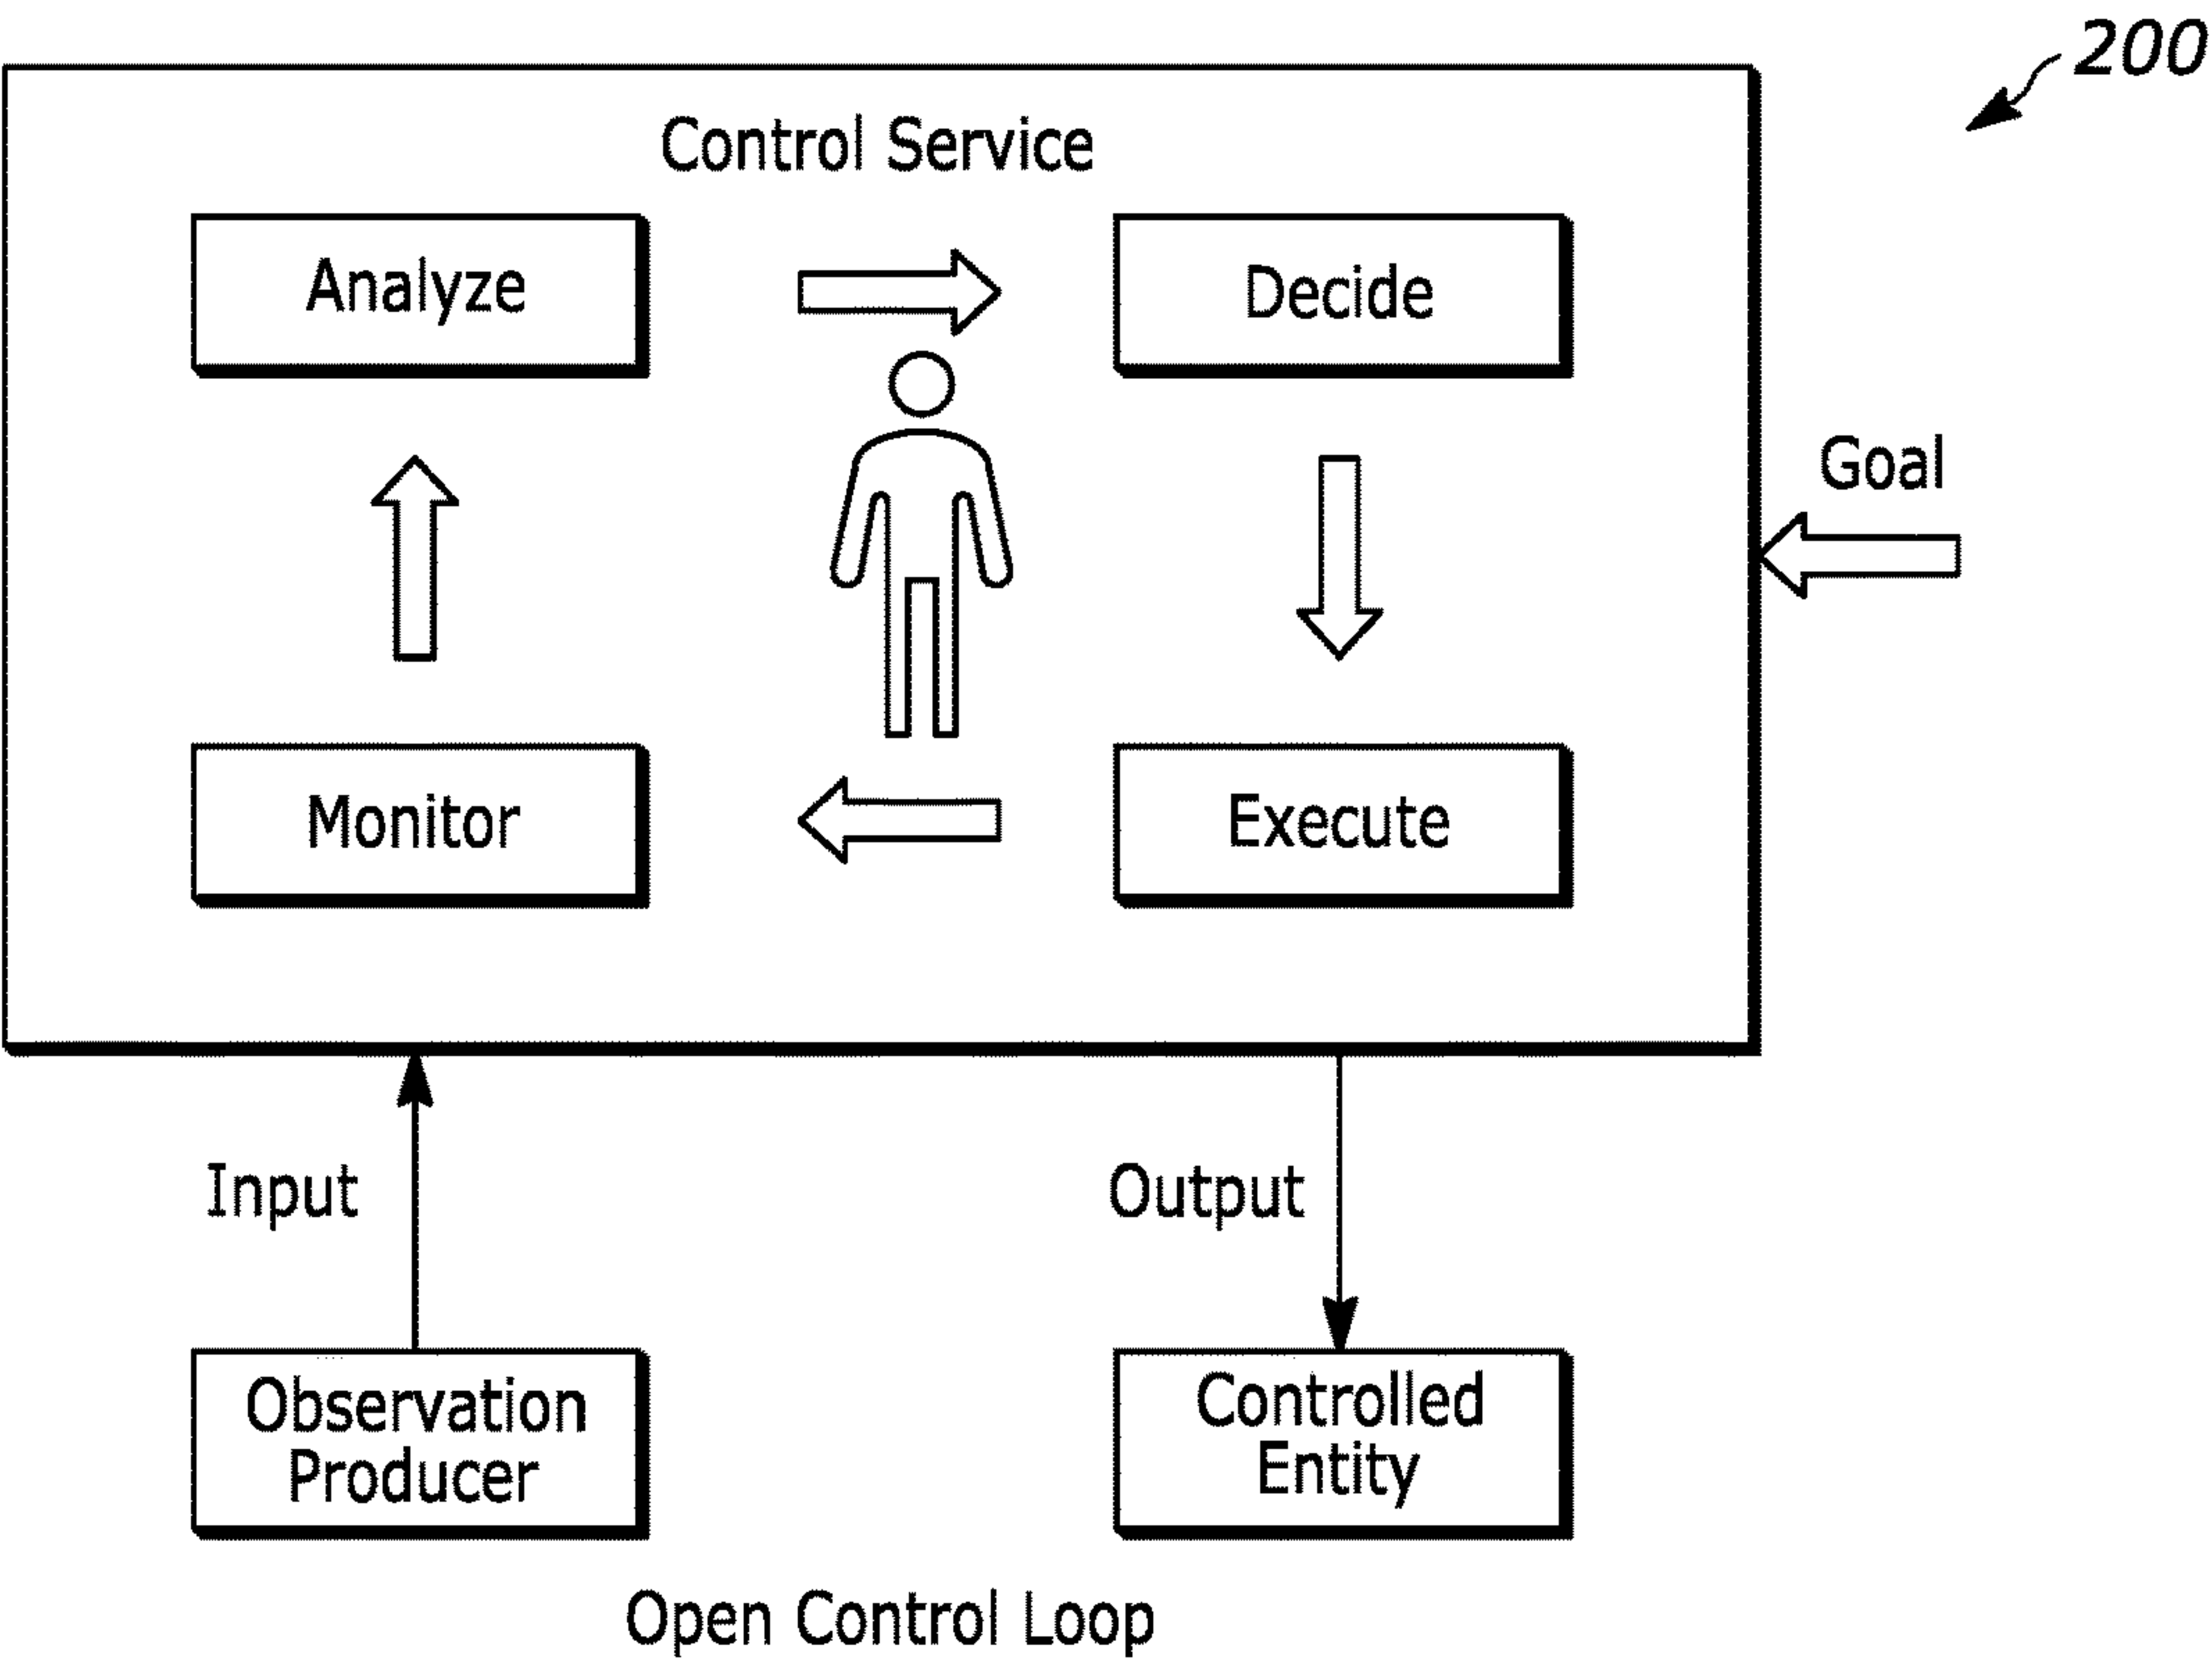 200
Control Service
Analyze
Decide
Goal
Monitor
Execute
Input
Output
Observation
Producer
Controlled
Entity
Open Control Loop